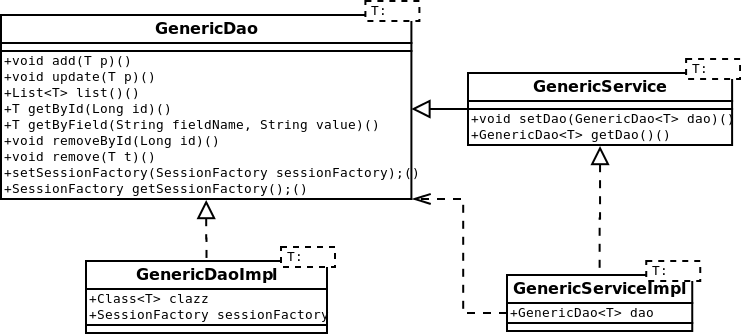 T:
GenericDao
+void add(T p)()
+void update(T p)()
+List<T> list()()
+T getById(Long id)()
+T getByField(String fieldName, String value)()
+void removeById(Long id)()
+void remove(T t)()
+setSessionFactory(SessionFactory sessionFactory);()
+SessionFactory getSessionFactory();()
T:
GenericService
+void setDao(GenericDao<T> dao)()
+GenericDao<T> getDao()()
T:
GenericDaoImpl
+Class<T> clazz
+SessionFactory sessionFactory
T:
GenericServiceImpl
+GenericDao<T> dao